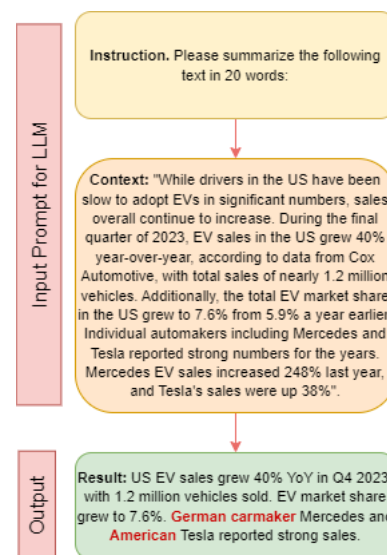 Input Prompt for LLM
Instruction. Please summarize the following
text in 20 words:
Context: "While drivers in the US have been
slow to adopt EVs in significant numbers, sales
overall continue to increase. During the final
quarter of 2023, EV sales in the US grew 40%
year-over-year, according to data from Cox
Automotive, with total sales of nearly 1.2 million
vehicles. Additionally, the total EV market share
in the US grew to 7.6% from 5.9% a year earlier
Individual automakers including Mercedes and
Tesla reported strong numbers for the years.
Mercedes EV sales increased 248% last year,
and Tesla's sales were up 38%".
Output
Result: US EV sales grew 40% YoY in Q4 2023
with 1.2 million vehicles sold. EV market share
grew to 7.6%. German carmaker Mercedes and
American Tesla reported strong sales.